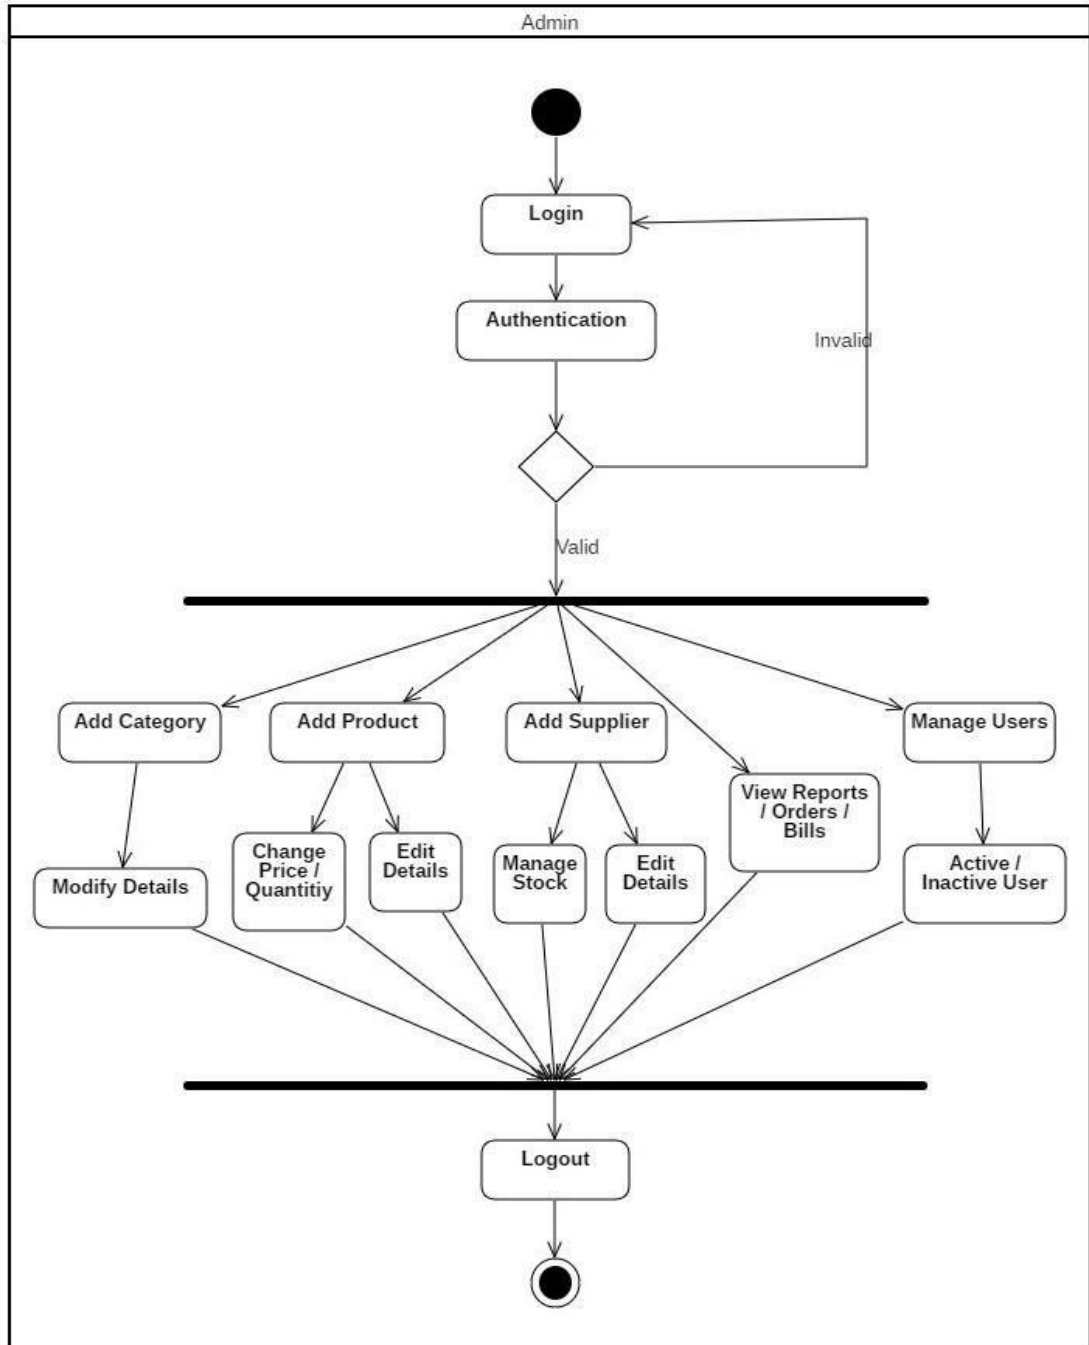 Admin
Login
Authentication
Invalid
Valid
Add Category
Add Product
Add Supplier
Manage Users
View Reports
/ Orders /
Bills
Change
Price /
Quantitiy
Edit
Details
Manage
Stock
Edit
Details
Active /
Inactive User
Modify Details
Logout